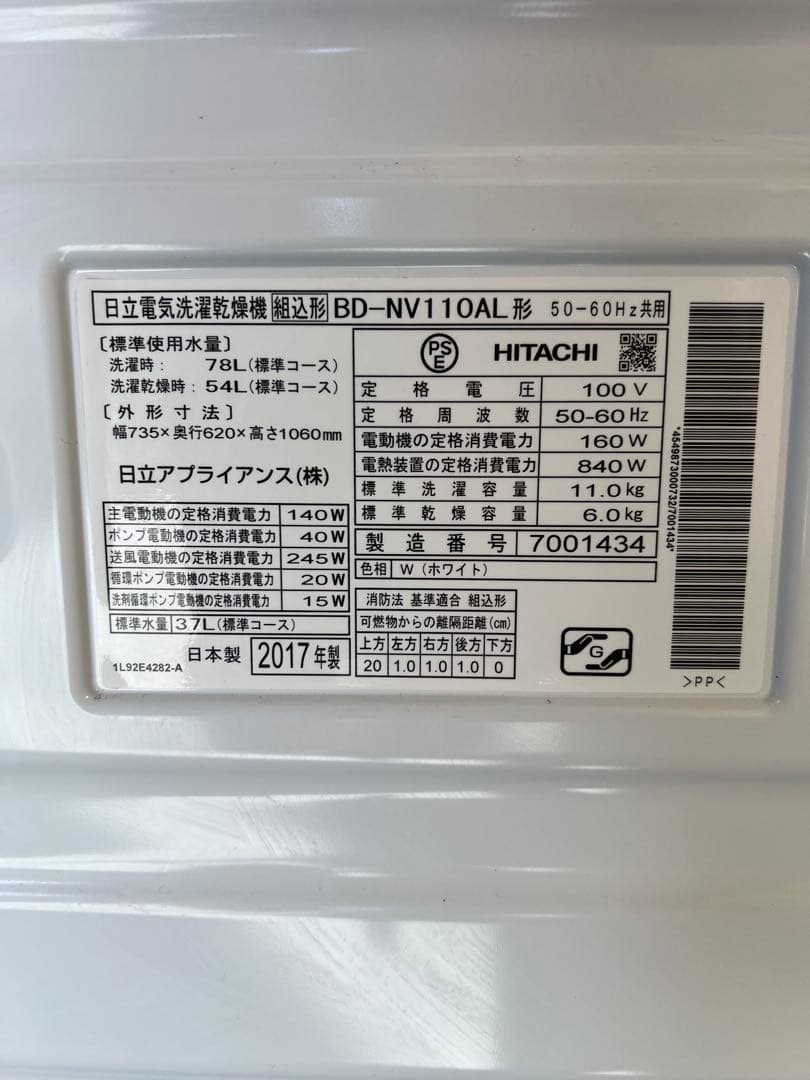 日立電気洗濯乾燥機 組込形 BD-NV110AL形 50-60Hz共用
〔標準使用水量〕
洗濯時: 78L(標準コース)
洗濯乾燥時: 54L(標準コース)
〔外形寸法〕
幅735×奥行620×高さ1060mm
日立アプライアンス(株)
主電動機の定格消費電力 140W
ポンプ電動機の定格消費電力 40W
送風電動機の定格消費電力 245W
循環ポンプ電動機の定格消費電力 20W
洗剤循環ポンプ電動機の定格消費電力 15W
標準水量 37L(標準コース)
日本製 2017年製
1L92E4282-A
PSE HITACHI
定格電圧 100V
定格周波数 50-60Hz
電動機の定格消費電力 160W
電熱装置の定格消費電力 840W
標準洗濯容量 11.0kg
標準乾燥容量 6.0kg
製造番号 7001434
色相 W(ホワイト)
消防法 基準適合 組込形
可燃物からの離隔距離(cm)
上方 左方 右方 後方 下方
20 1.0 1.0 1.0 0
G
*4549873000732/7001434*
>PP<